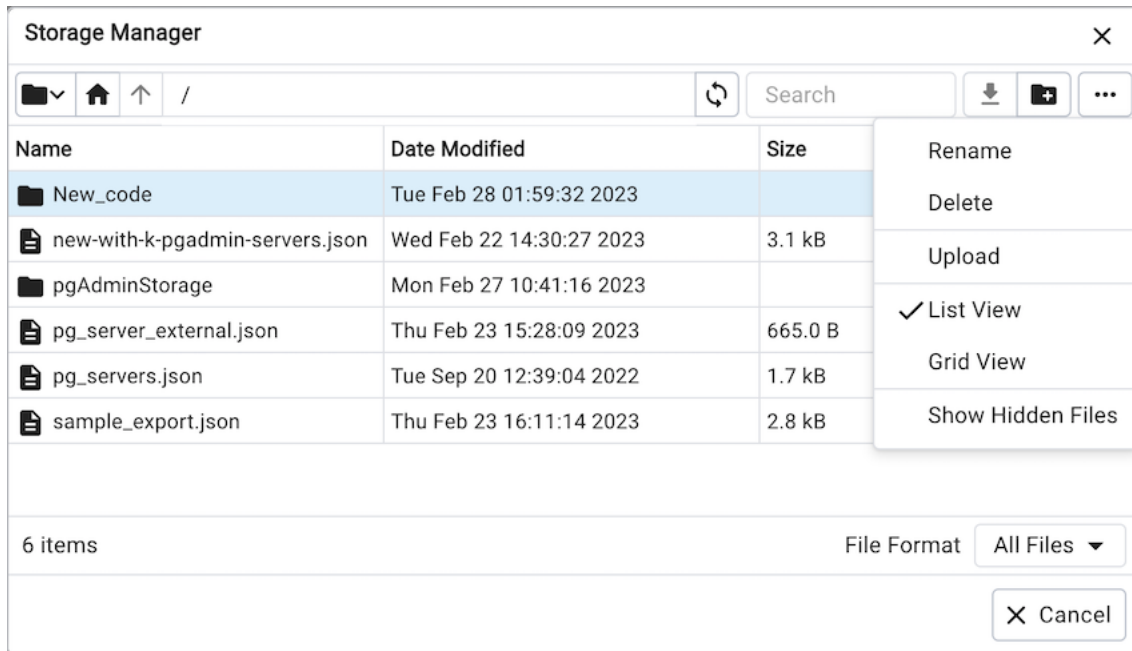 Storage Manager
/
Search
Name Date Modified Size
Rename
New_code Tue Feb 28 01:59:32 2023
Delete
new-with-k-pgadmin-servers.json Wed Feb 22 14:30:27 2023 3.1 kB
Upload
pgAdminStorage Mon Feb 27 10:41:16 2023
List View
pg_server_external.json Thu Feb 23 15:28:09 2023 665.0 B
Grid View
pg_servers.json Tue Sep 20 12:39:04 2022 1.7 kB
Show Hidden Files
sample_export.json Thu Feb 23 16:11:14 2023 2.8 kB
6 items File Format All Files
Cancel